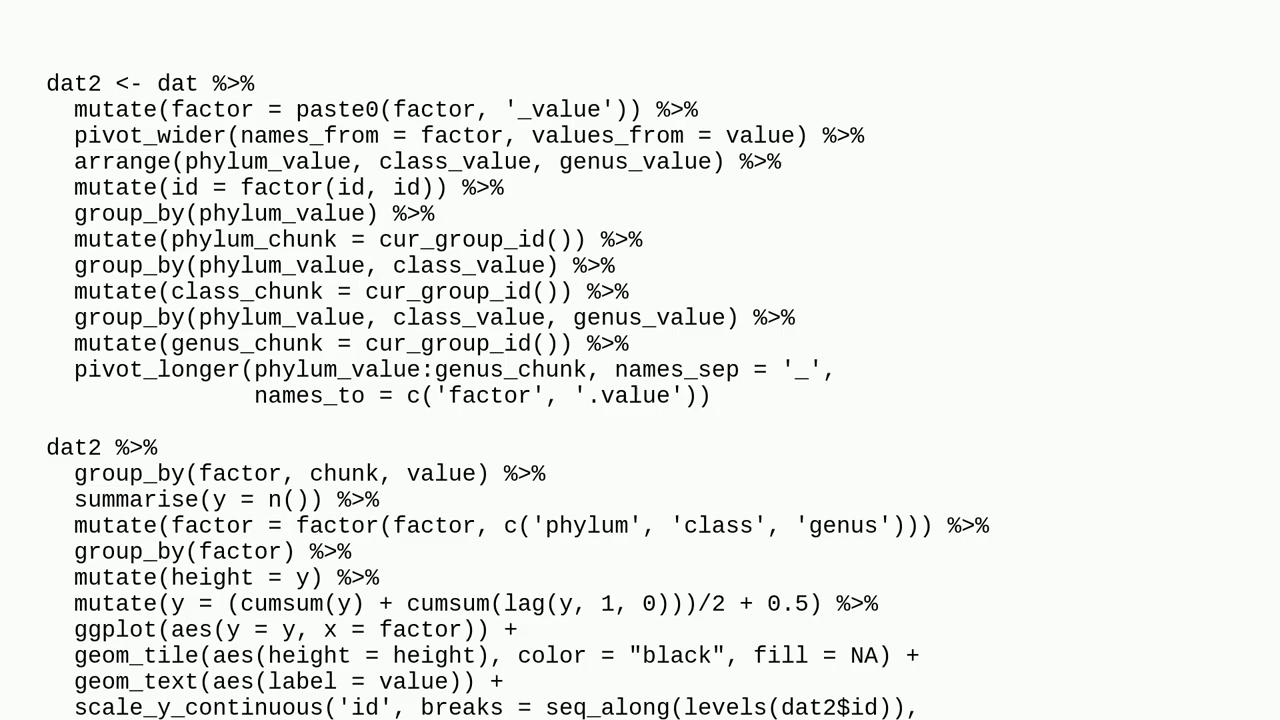 dat2 <- dat %>%
  mutate(factor = paste0(factor, '_value')) %>%
  pivot_wider(names_from = factor, values_from = value) %>%
  arrange(phylum_value, class_value, genus_value) %>%
  mutate(id = factor(id, id)) %>%
  group_by(phylum_value) %>%
  mutate(phylum_chunk = cur_group_id()) %>%
  group_by(phylum_value, class_value) %>%
  mutate(class_chunk = cur_group_id()) %>%
  group_by(phylum_value, class_value, genus_value) %>%
  mutate(genus_chunk = cur_group_id()) %>%
  pivot_longer(phylum_value:genus_chunk, names_sep = '_',
               names_to = c('factor', '.value'))

dat2 %>%
  group_by(factor, chunk, value) %>%
  summarise(y = n()) %>%
  mutate(factor = factor(factor, c('phylum', 'class', 'genus'))) %>%
  group_by(factor) %>%
  mutate(height = y) %>%
  mutate(y = (cumsum(y) + cumsum(lag(y, 1, 0)))/2 + 0.5) %>%
  ggplot(aes(y = y, x = factor)) +
  geom_tile(aes(height = height), color = "black", fill = NA) +
  geom_text(aes(label = value)) +
  scale_y_continuous('id', breaks = seq_along(levels(dat2$id)),